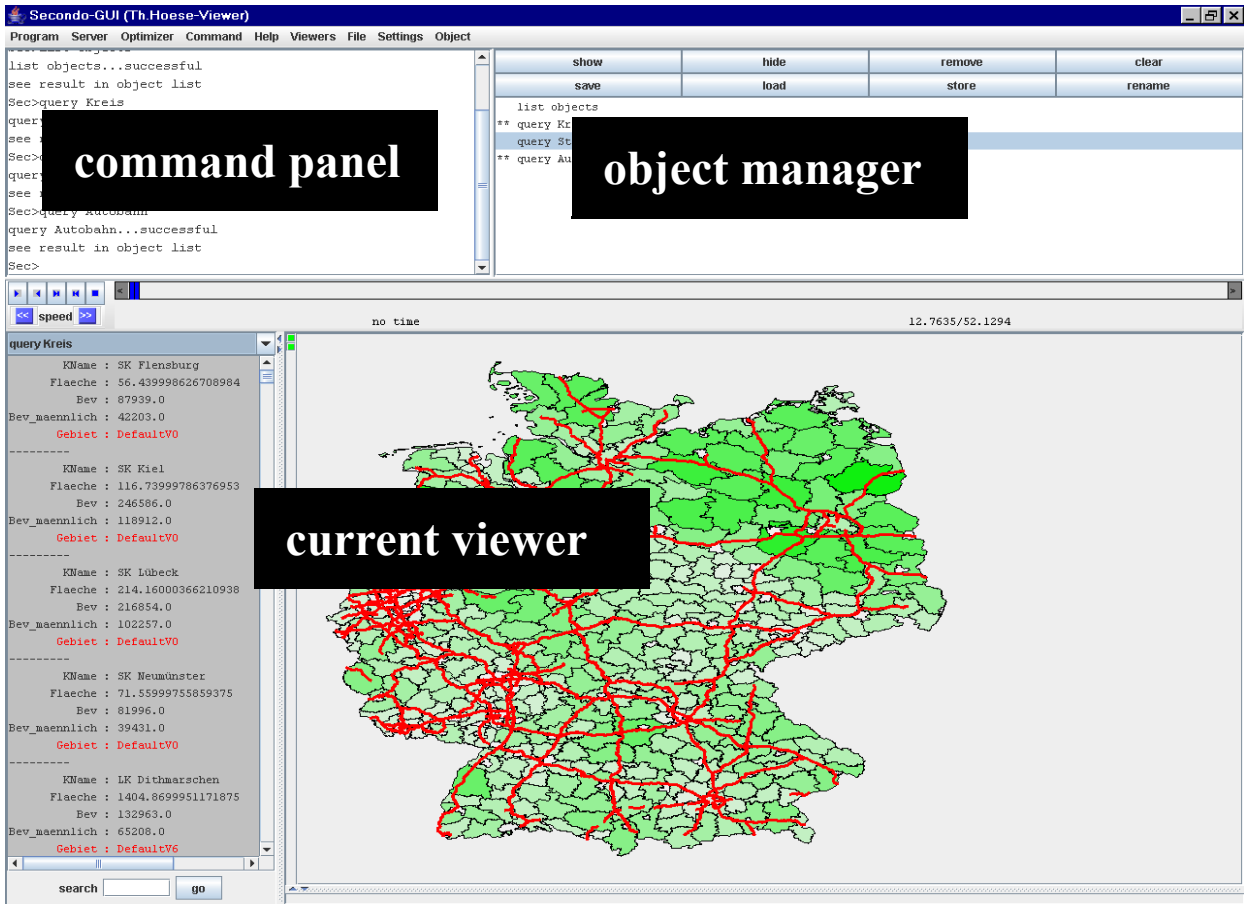 Secondo-GUI (Th.Hoese-Viewer)
Program Server Optimizer Command Help Viewers File Settings Object
list objects...successful
see result in object list
Sec>query Kreis
see
Sec>
see
Sec>query Autobahn
query Autobahn...successful
see result in object list
Sec>
command panel
show hide remove clear
save load store rename
list objects
** query Kr
query St
** query Au
object manager
<< speed >>
no time 12.7635/52.1294
query Kreis
KName : SK Flensburg
Flaeche : 56.439998626708984
Bev : 87939.0
Bev_maennlich : 42203.0
Gebiet : DefaultV0
---------
KName : SK Kiel
Flaeche : 116.73999786376953
Bev : 246586.0
Bev_maennlich : 118912.0
Gebiet : DefaultV0
---------
KName : SK Lübeck
Flaeche : 214.16000366210938
Bev : 216854.0
Bev_maennlich : 102257.0
Gebiet : DefaultV0
---------
KName : SK Neumünster
Flaeche : 71.55999755859375
Bev : 81996.0
Bev_maennlich : 39431.0
Gebiet : DefaultV0
---------
KName : LK Dithmarschen
Flaeche : 1404.8699951171875
Bev : 132963.0
Bev_maennlich : 65208.0
Gebiet : DefaultV6
current viewer
search go